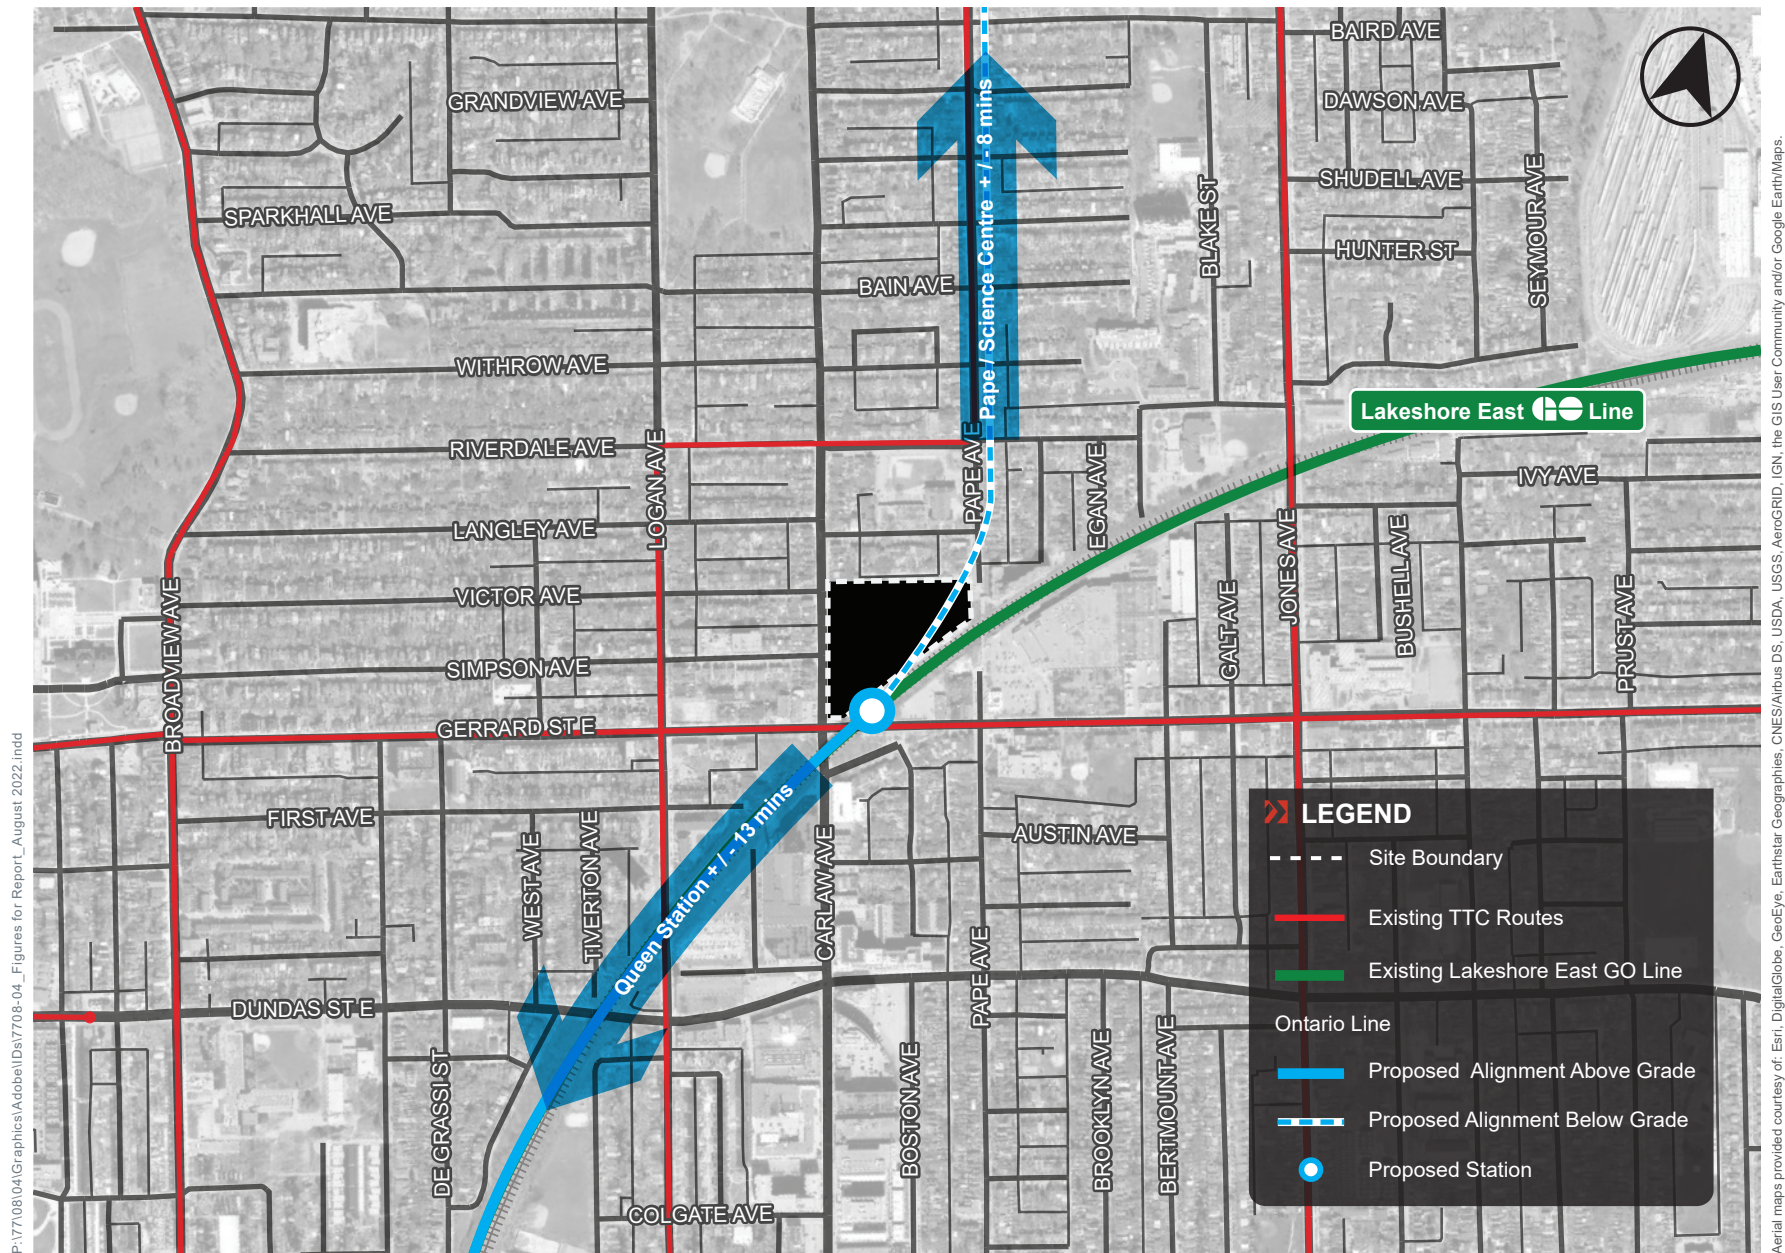 BAIRD AVE
GRANDVIEW AVE
DAWSON AVE
SHUDELL AVE
SEYMOUR AVE
SPARKHALL AVE
BLAKE ST
HUNTER ST
BAIN AVE
Pape / Science Centre + / - 8 mins
WITHROW AVE
Lakeshore East GO Line
RIVERDALE AVE
LOGAN AVE
PAPE AVE
EGAN AVE
IVY AVE
LANGLEY AVE
JONES AVE
BUSHELL AVE
VICTOR AVE
BROADVIEW AVE
GALT AVE
PRUST AVE
SIMPSON AVE
GERRARD ST E
FIRST AVE
WEST AVE
TIVERTON AVE
Queen Station + / - 13 mins
CARLAW AVE
AUSTIN AVE
PAPE AVE
DUNDAS ST E
DE GRASSI ST
BOSTON AVE
BROOKLYN AVE
BERTMOUNT AVE
COLGATE AVE
LEGEND
Site Boundary
Existing TTC Routes
Existing Lakeshore East GO Line
Ontario Line
Proposed Alignment Above Grade
Proposed Alignment Below Grade
Proposed Station
P:\77\08\04\Graphics\Adobe\IDs\7708-04_Figures for Report_August 2022.indd
Aerial maps provided courtesy of: Esri, DigitalGlobe, GeoEye, Earthstar Geographies, CNES/Airbus DS, USDA, USGS, AeroGRID, IGN, the GIS User Community and/or Google Earth/Maps.